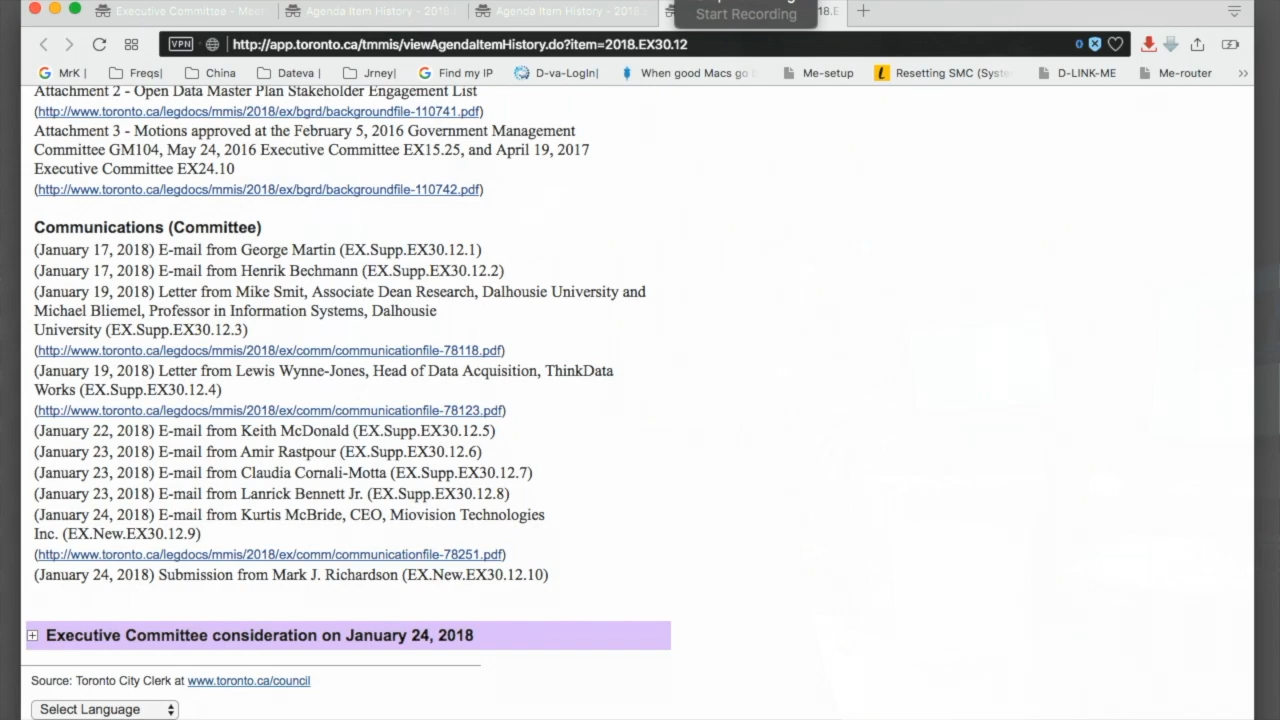 Executive Committee - Meet
Agenda Item History - 2018.
Agenda Item History - 2018.E
18.E
Start Recording
VPN
http://app.toronto.ca/tmmis/viewAgendaItemHistory.do?item=2018.EX30.12
0
MrK |
Freqs|
China
Dateva |
Jrney|
Find my IP
D-va-LogIn|
When good Macs go b
Me-setup
Resetting SMC (Syste
D-LINK-ME
Me-router
Attachment 2 - Open Data Master Plan Stakeholder Engagement List
(http://www.toronto.ca/legdocs/mmis/2018/ex/bgrd/backgroundfile-110741.pdf)
Attachment 3 - Motions approved at the February 5, 2016 Government Management
Committee GM104, May 24, 2016 Executive Committee EX15.25, and April 19, 2017
Executive Committee EX24.10
(http://www.toronto.ca/legdocs/mmis/2018/ex/bgrd/backgroundfile-110742.pdf)
Communications (Committee)
(January 17, 2018) E-mail from George Martin (EX.Supp.EX30.12.1)
(January 17, 2018) E-mail from Henrik Bechmann (EX.Supp.EX30.12.2)
(January 19, 2018) Letter from Mike Smit, Associate Dean Research, Dalhousie University and
Michael Bliemel, Professor in Information Systems, Dalhousie
University (EX.Supp.EX30.12.3)
(http://www.toronto.ca/legdocs/mmis/2018/ex/comm/communicationfile-78118.pdf)
(January 19, 2018) Letter from Lewis Wynne-Jones, Head of Data Acquisition, ThinkData
Works (EX.Supp.EX30.12.4)
(http://www.toronto.ca/legdocs/mmis/2018/ex/comm/communicationfile-78123.pdf)
(January 22, 2018) E-mail from Keith McDonald (EX.Supp.EX30.12.5)
(January 23, 2018) E-mail from Amir Rastpour (EX.Supp.EX30.12.6)
(January 23, 2018) E-mail from Claudia Cornali-Motta (EX.Supp.EX30.12.7)
(January 23, 2018) E-mail from Lanrick Bennett Jr. (EX.Supp.EX30.12.8)
(January 24, 2018) E-mail from Kurtis McBride, CEO, Miovision Technologies
Inc. (EX.New.EX30.12.9)
(http://www.toronto.ca/legdocs/mmis/2018/ex/comm/communicationfile-78251.pdf)
(January 24, 2018) Submission from Mark J. Richardson (EX.New.EX30.12.10)
Executive Committee consideration on January 24, 2018
Source: Toronto City Clerk at www.toronto.ca/council
Select Language